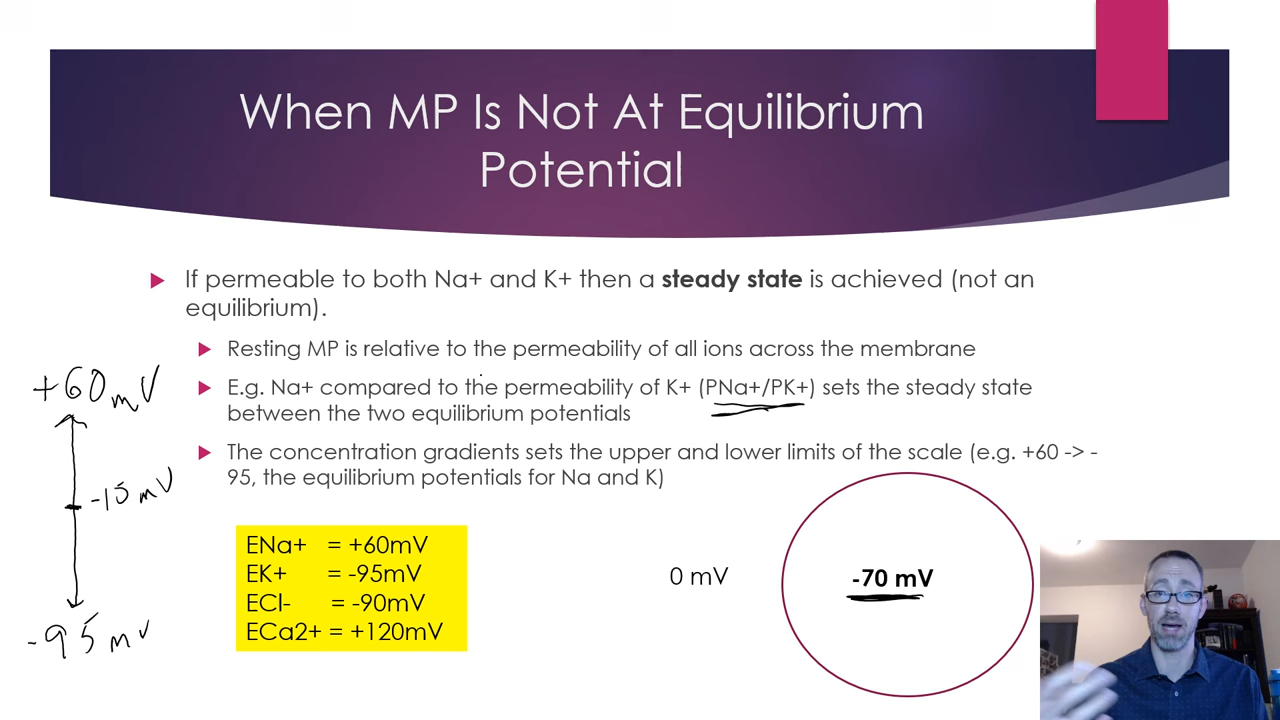 When MP Is Not At Equilibrium
Potential
If permeable to both Na+ and K+ then a steady state is achieved (not an
equilibrium).
Resting MP is relative to the permeability of all ions across the membrane
E.g. Na+ compared to the permeability of K+ (PNa+/PK+) sets the steady state
between the two equilibrium potentials
The concentration gradients sets the upper and lower limits of the scale (e.g. +60 -> -
95, the equilibrium potentials for Na and K)
+60mV
-15 mV
-95 mV
ENa+ = +60mV
EK+ = -95mV
ECl- = -90mV
ECa2+ = +120mV
0 mV
-70 mV